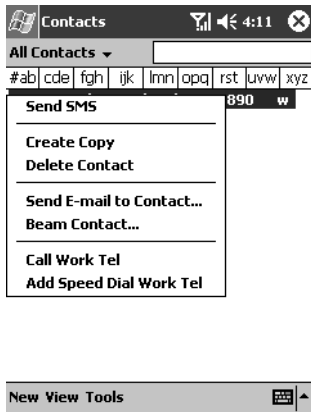 Contacts 4:11
All Contacts
#ab cde fgh ijk lmn opq rst uvw xyz
890 w
Send SMS
Create Copy
Delete Contact
Send E-mail to Contact...
Beam Contact...
Call Work Tel
Add Speed Dial Work Tel
New View Tools